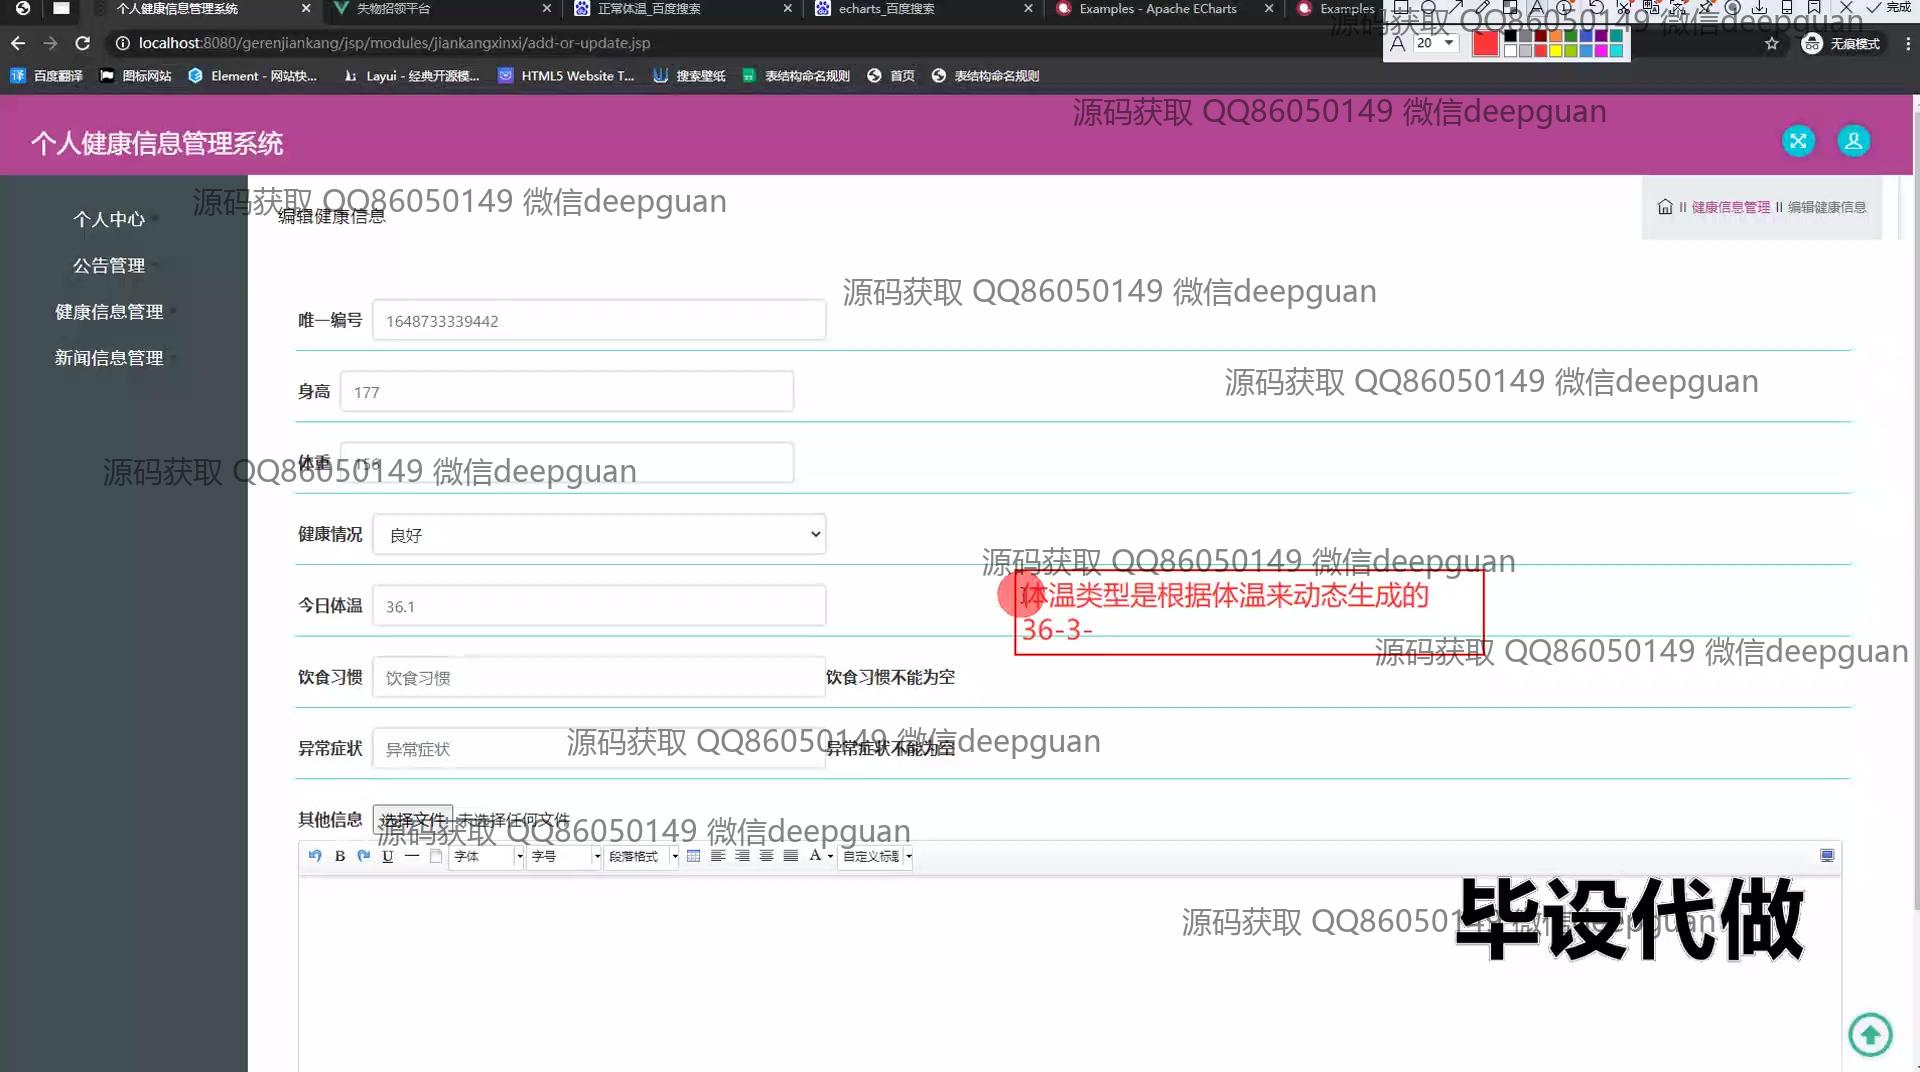 个人健康信息管理系统
失物招领平台
正常体温_百度搜索
echarts_百度搜索
Examples - Apache ECharts
Examples
完成
localhost:8080/gerenjiankang/jsp/modules/jiankangxinxi/add-or-update.jsp
A 20
无痕模式
源码获取 QQ86050149 微信deepguan
百度翻译
图标网站
Element - 网站快...
Layui - 经典开源模...
HTML5 Website T...
搜索壁纸
表结构命名规则
首页
表结构命名规则
源码获取 QQ86050149 微信deepguan
个人健康信息管理系统
个人中心
公告管理
健康信息管理
新闻信息管理
源码获取 QQ86050149 微信deepguan
编辑健康信息
健康信息管理 编辑健康信息
源码获取 QQ86050149 微信deepguan
唯一编号 1648733339442
源码获取 QQ86050149 微信deepguan
身高 177
体重 156
源码获取 QQ86050149 微信deepguan
健康情况 良好
源码获取 QQ86050149 微信deepguan
今日体温 36.1
体温类型是根据体温来动态生成的
36-3-
源码获取 QQ86050149 微信deepguan
饮食习惯 饮食习惯 饮食习惯不能为空
异常症状 异常症状 异常症状不能为空
源码获取 QQ86050149 微信deepguan
其他信息 选择文件 未选择任何文件
源码获取 QQ86050149 微信deepguan
B U 字体 字号 段落格式 A 自定义标题
源码获取 QQ86050149 微信deepguan
毕设代做